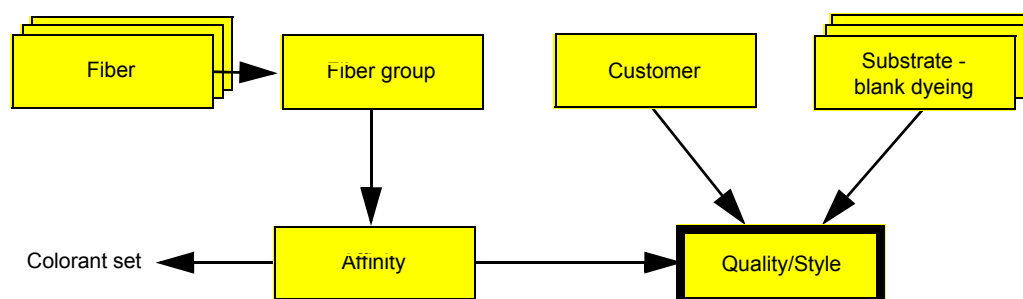 Fiber
Fiber group
Customer
Substrate -
blank dyeing
Colorant set
Affinity
Quality/Style